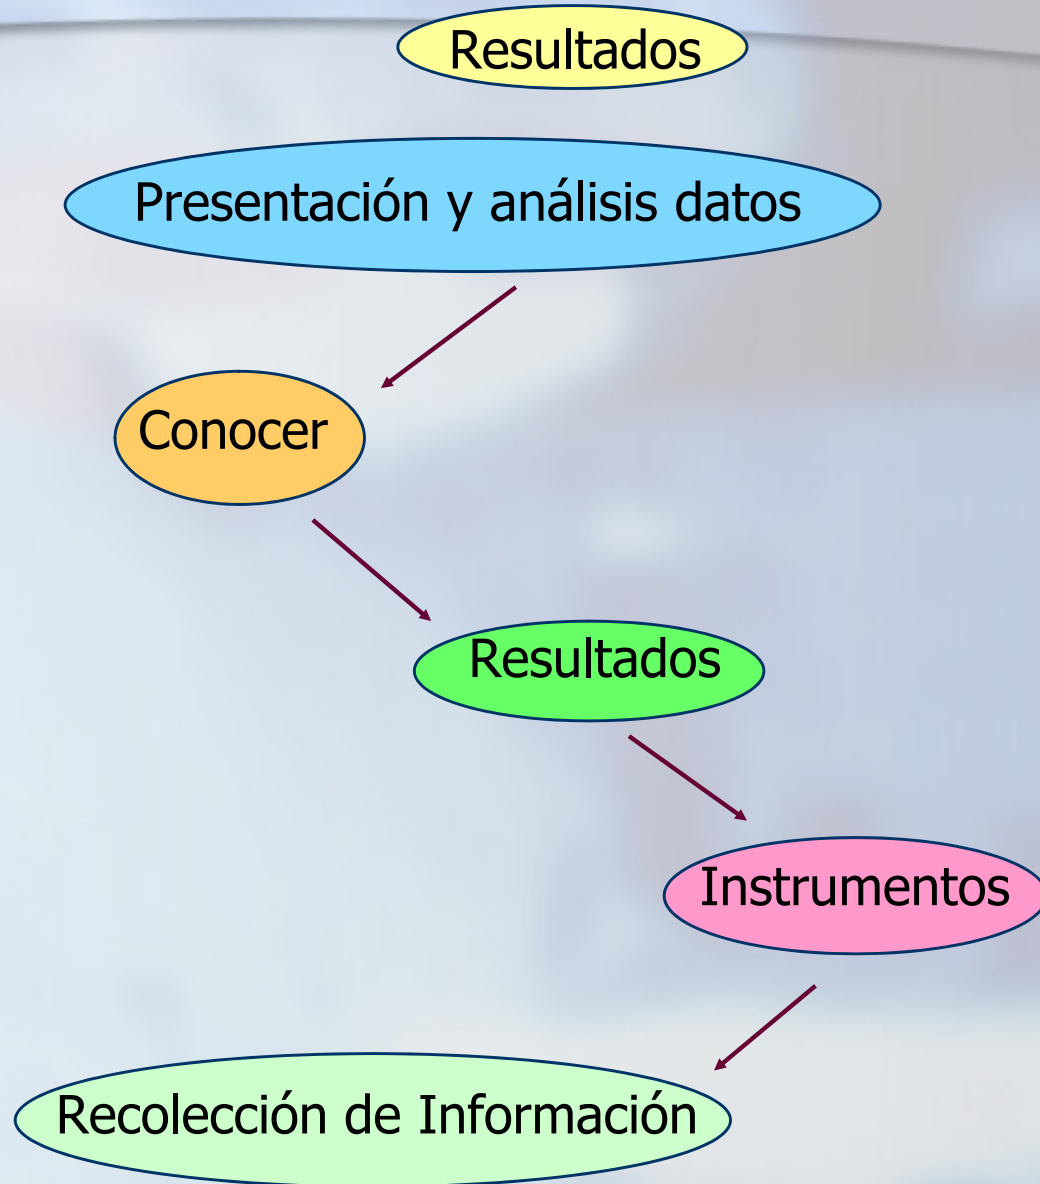 Resultados
Presentación y análisis datos
Conocer
Resultados
Instrumentos
Recolección de Información